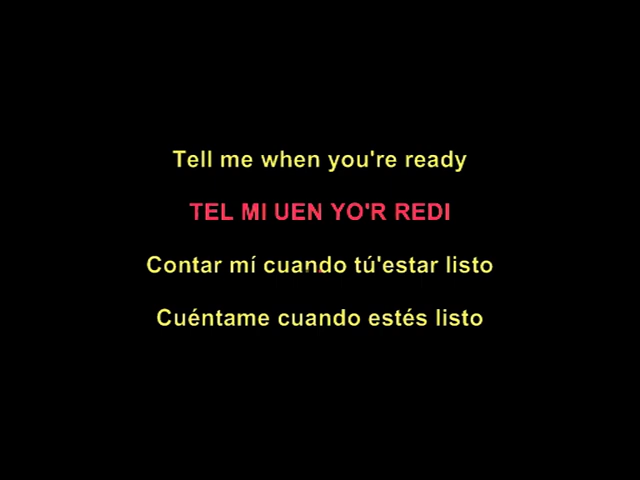 Tell me when you're ready
TEL MI UEN YO'R REDI
Contar mí cuando tú'estar listo
Cuéntame cuando estés listo